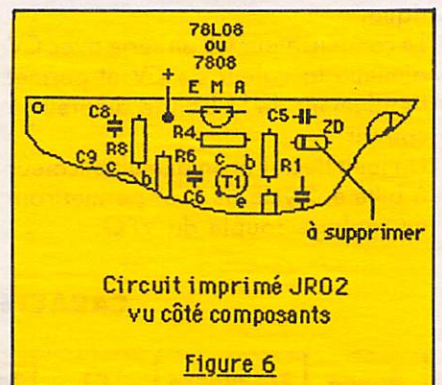 78L08
ou
7808
+
E M A
C8
C5
ZD
R4
R8
R6
R1
C9
c
b
c
b
T1
C6
e
à supprimer
Circuit imprimé JR02
vu côté composants
Figure 6